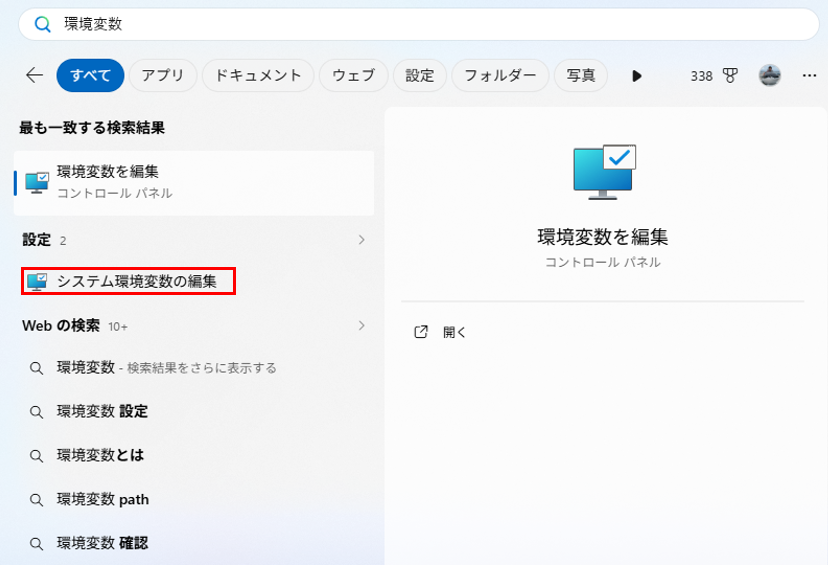 環境変数
すべて アプリ ドキュメント ウェブ 設定 フォルダー 写真 338
最も一致する検索結果
環境変数を編集
コントロール パネル
設定 2
システム環境変数の編集
Web の検索 10+
環境変数 - 検索結果をさらに表示する
環境変数 設定
環境変数とは
環境変数 path
環境変数 確認
環境変数を編集
コントロール パネル
開く